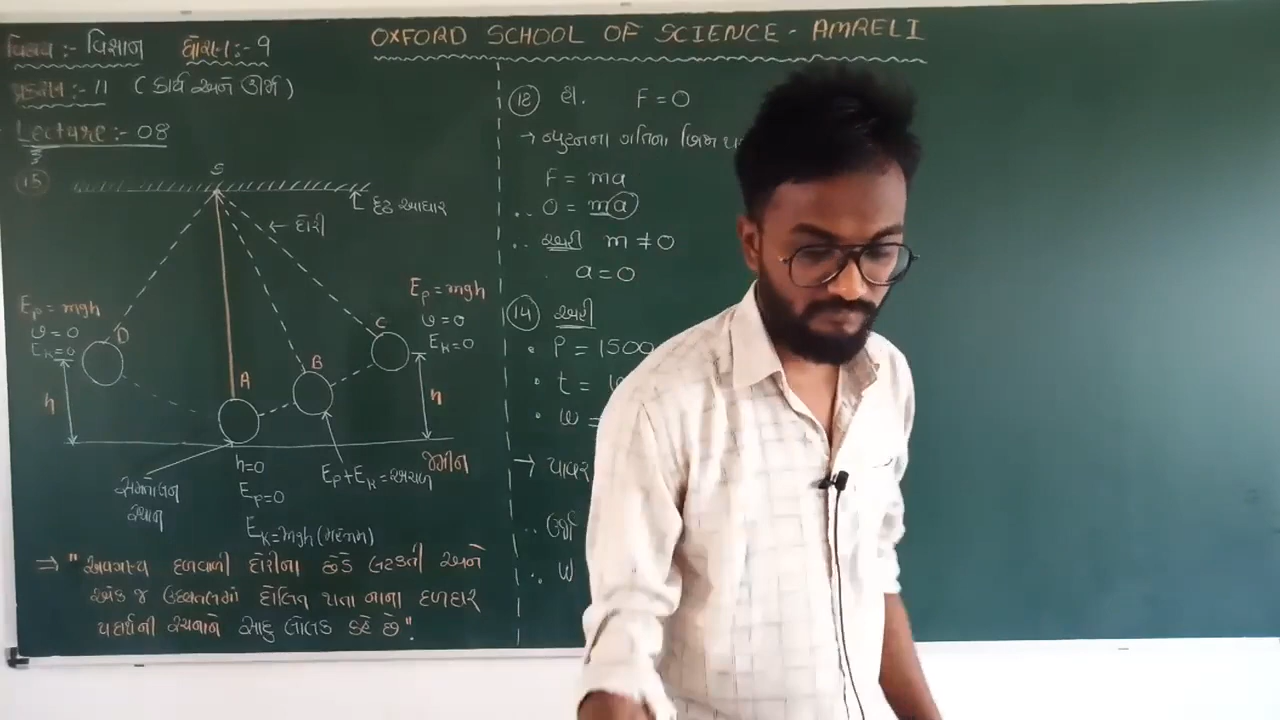 OXFORD SCHOOL OF SCIENCE - AMRELI
વિષય :- વિજ્ઞાન ધોરણ :- 9
પ્રકરણ :- 11 (કાર્ય અને ઊર્જા)
Lecture :- 08
15
S
દૃઢ આધાર
દોરી
Ep = mgh
v = 0
Ek = 0
D
h
A
B
C
Ep = mgh
v = 0
Ek = 0
h
જમીન
સમતોલન
સ્થાન
h=0
Ep=0
Ek=mgh (મહત્તમ)
Ep+Ek = અચળ
⇒ "અવગણ્ય દળવાળી દોરીના છેડે લટકતી અને
એક જ ઉર્ધ્વતલમાં દોલિત થતા નાના દળદાર
પદાર્થની રચનાને સાદુ લોલક કહે છે".
18 હા. F = 0
→ ન્યુટનના ગતિના
F = ma
∴ 0 = ma
∴ અહીં m ≠ 0
∴ a = 0
14 અહીં
• P = 1500
• t =
• W =
→ પાવર
∴ ઉર્જા
∴ W